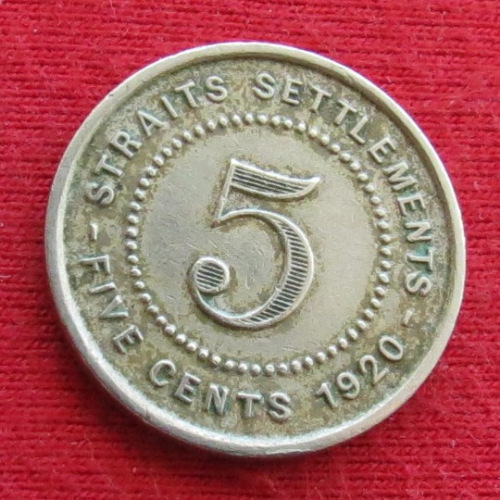 - STRAITS SETTLEMENTS -
5
FIVE CENTS 1920